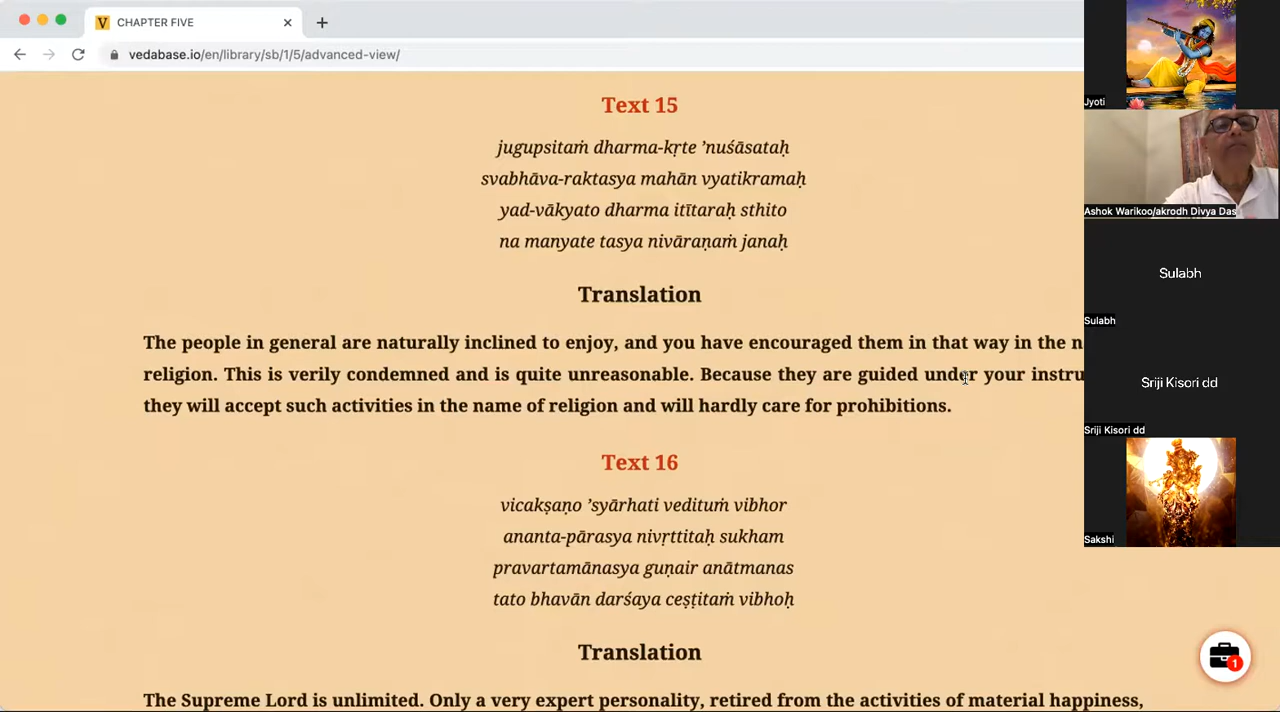 CHAPTER FIVE
vedabase.io/en/library/sb/1/5/advanced-view/
Text 15
jugupsitaṁ dharma-kṛte ’nuśāsataḥ
svabhāva-raktasya mahān vyatikramaḥ
yad-vākyato dharma itītaraḥ sthito
na manyate tasya nivāraṇaṁ janaḥ
Translation
The people in general are naturally inclined to enjoy, and you have encouraged them in that way in the n
religion. This is verily condemned and is quite unreasonable. Because they are guided under your instru
they will accept such activities in the name of religion and will hardly care for prohibitions.
Text 16
vicakṣaṇo ’syārhati vedituṁ vibhor
ananta-pārasya nivṛttitaḥ sukham
pravartamānasya guṇair anātmanas
tato bhavān darśaya ceṣṭitaṁ vibhoḥ
Translation
The Supreme Lord is unlimited. Only a very expert personality, retired from the activities of material happiness,
Jyoti
Ashok Warikoo/akrodh Divya Das
Sulabh
Sulabh
Sriji Kisori dd
Sriji Kisori dd
Sakshi
1